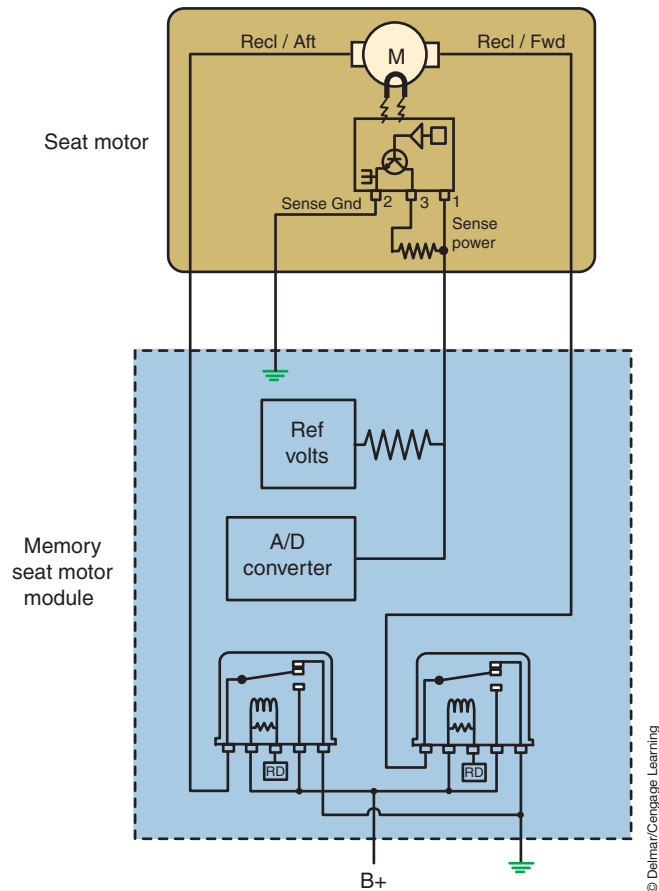 Recl / Aft
M
Recl / Fwd
Seat motor
Sense Gnd
2
3
1
Sense
power
Ref
volts
A/D
converter
Memory
seat motor
module
RD
RD
B+
© Delmar/Cengage Learning